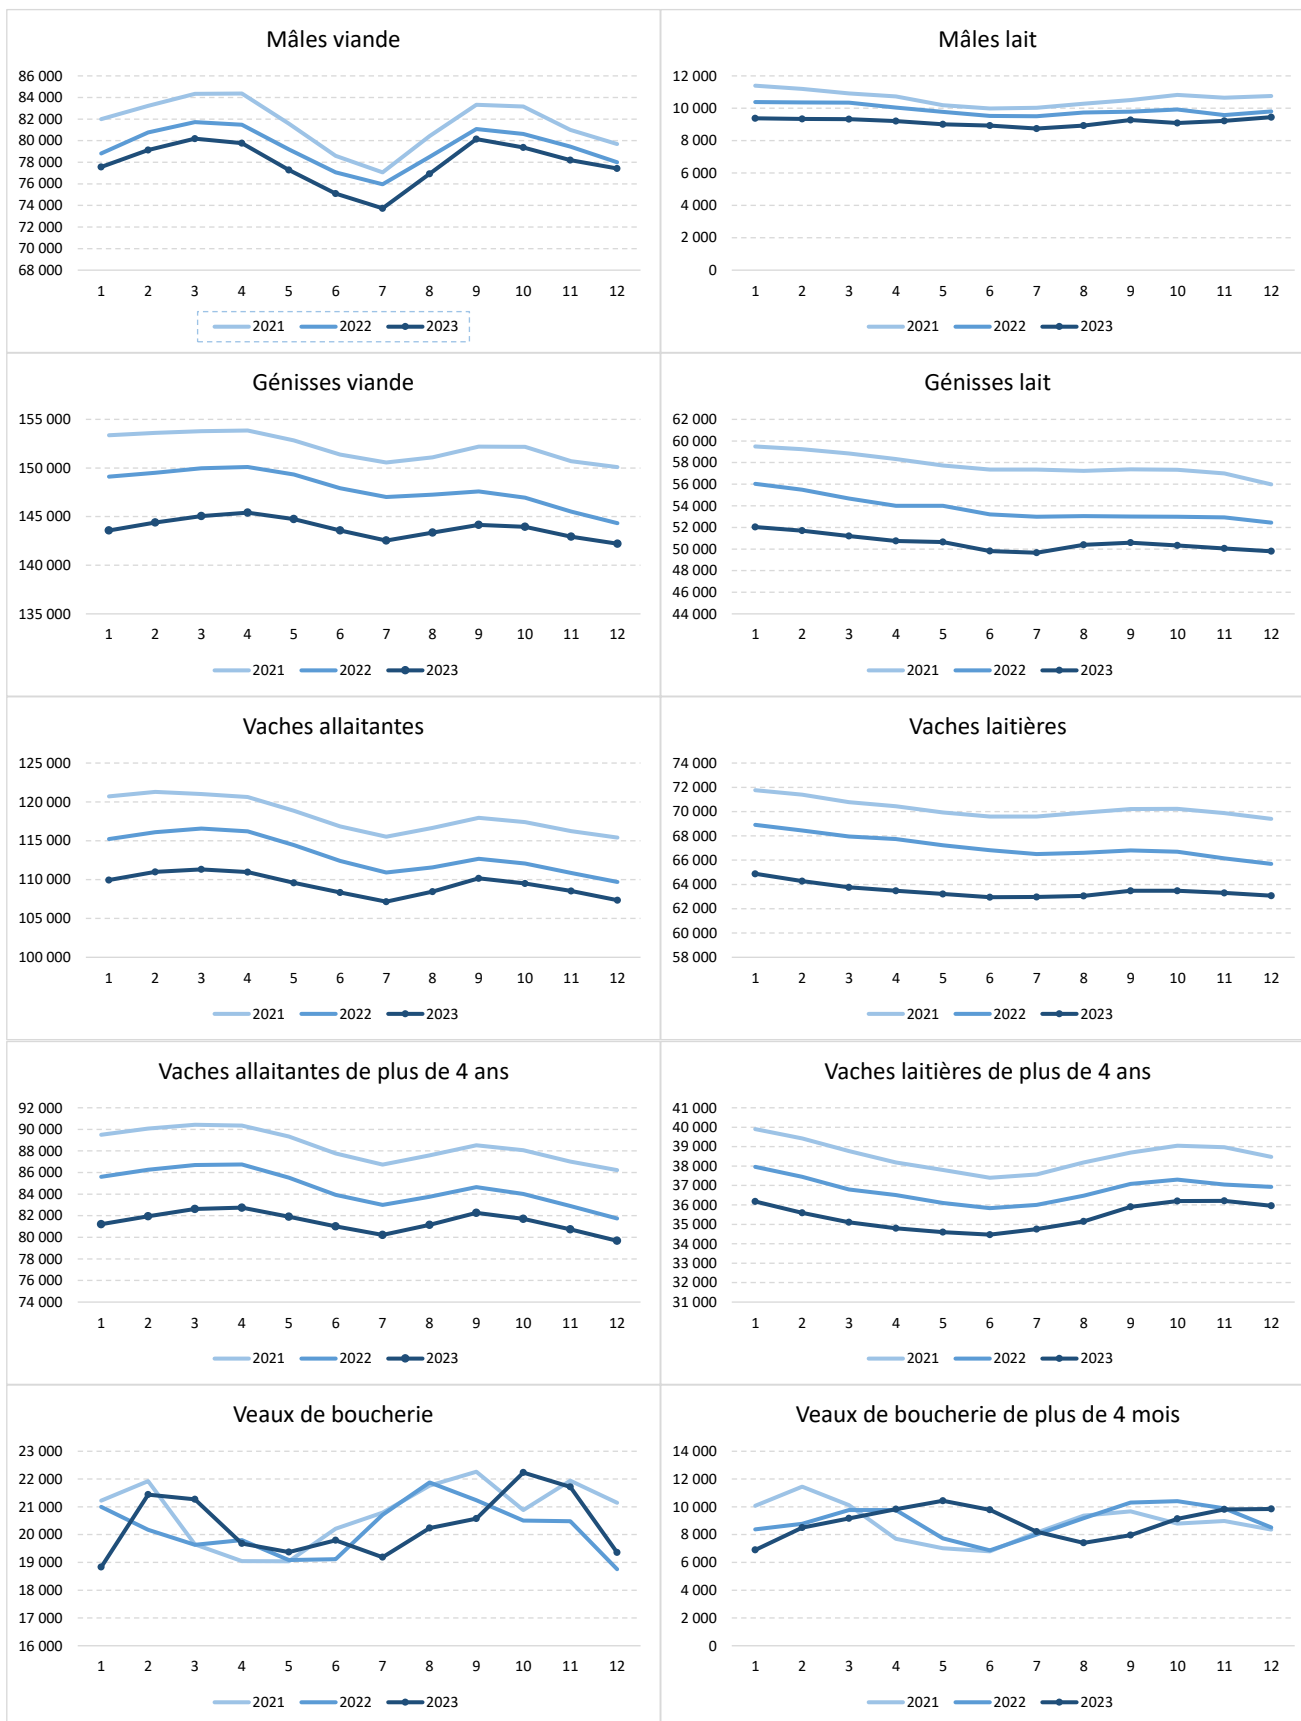 Mâles viande
86 000
84 000
82 000
80 000
78 000
76 000
74 000
72 000
70 000
68 000
1 2 3 4 5 6 7 8 9 10 11 12
2021 2022 2023
Mâles lait
12 000
10 000
8 000
6 000
4 000
2 000
0
1 2 3 4 5 6 7 8 9 10 11 12
2021 2022 2023
Génisses viande
155 000
150 000
145 000
140 000
135 000
1 2 3 4 5 6 7 8 9 10 11 12
2021 2022 2023
Génisses lait
62 000
60 000
58 000
56 000
54 000
52 000
50 000
48 000
46 000
44 000
1 2 3 4 5 6 7 8 9 10 11 12
2021 2022 2023
Vaches allaitantes
125 000
120 000
115 000
110 000
105 000
100 000
1 2 3 4 5 6 7 8 9 10 11 12
2021 2022 2023
Vaches laitières
74 000
72 000
70 000
68 000
66 000
64 000
62 000
60 000
58 000
1 2 3 4 5 6 7 8 9 10 11 12
2021 2022 2023
Vaches allaitantes de plus de 4 ans
92 000
90 000
88 000
86 000
84 000
82 000
80 000
78 000
76 000
74 000
1 2 3 4 5 6 7 8 9 10 11 12
2021 2022 2023
Vaches laitières de plus de 4 ans
41 000
40 000
39 000
38 000
37 000
36 000
35 000
34 000
33 000
32 000
31 000
1 2 3 4 5 6 7 8 9 10 11 12
2021 2022 2023
Veaux de boucherie
23 000
22 000
21 000
20 000
19 000
18 000
17 000
16 000
1 2 3 4 5 6 7 8 9 10 11 12
2021 2022 2023
Veaux de boucherie de plus de 4 mois
14 000
12 000
10 000
8 000
6 000
4 000
2 000
0
1 2 3 4 5 6 7 8 9 10 11 12
2021 2022 2023